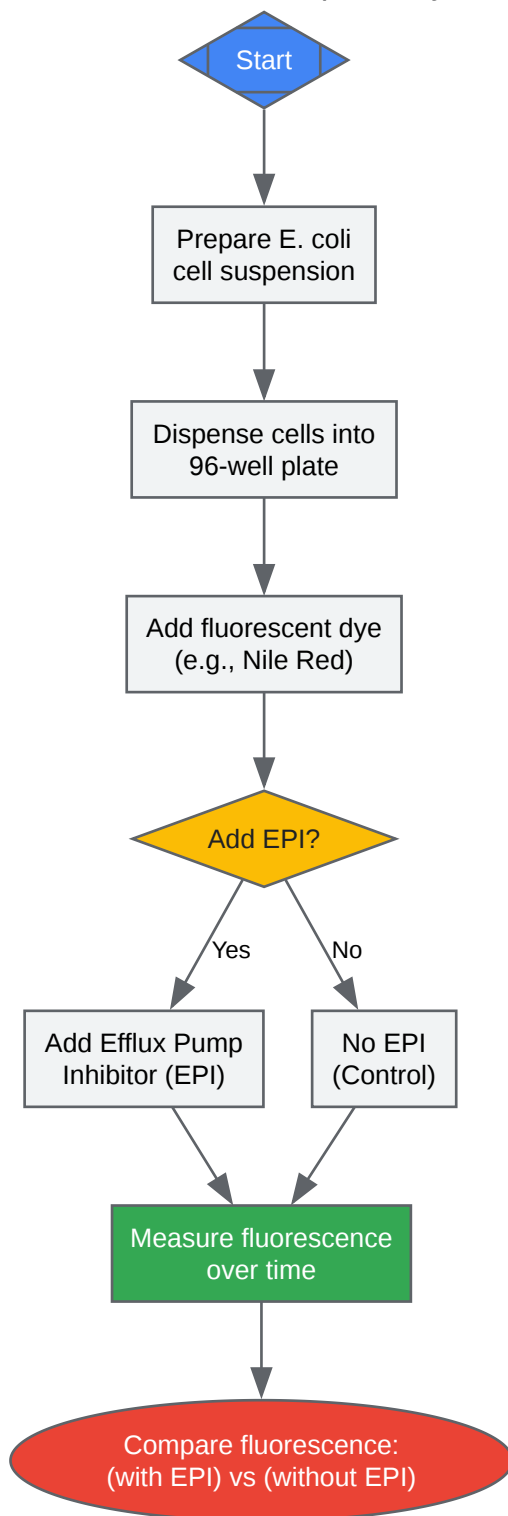 Start
Prepare E. coli
cell suspension
Dispense cells into
96-well plate
Add fluorescent dye
(e.g., Nile Red)
Add EPI?
Yes
No
Add Efflux Pump
Inhibitor (EPI)
No EPI
(Control)
Measure fluorescence
over time
Compare fluorescence:
(with EPI) vs (without EPI)